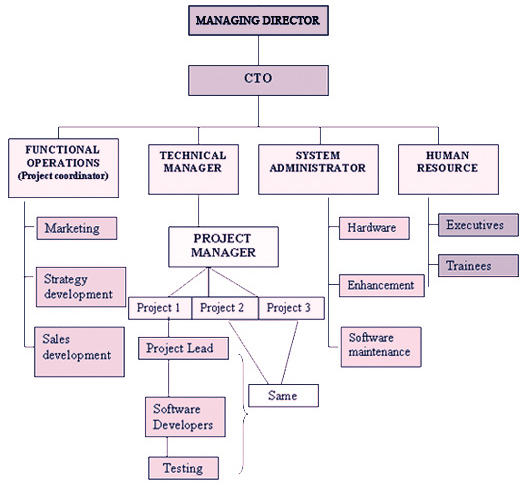 MANAGING DIRECTOR
CTO
FUNCTIONAL
OPERATIONS
(Project coordinator)
TECHNICAL
MANAGER
SYSTEM
ADMINISTRATOR
HUMAN
RESOURCE
Marketing
Strategy
development
Sales
development
PROJECT
MANAGER
Project 1
Project 2
Project 3
Project Lead
Software
Developers
Testing
Same
Hardware
Enhancement
Software
maintenance
Executives
Trainees